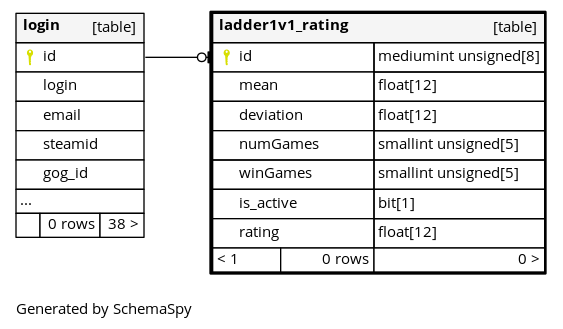 login [table]
id
login
email
steamid
gog_id
...
0 rows 38 >
ladder1v1_rating [table]
id mediumint unsigned[8]
mean float[12]
deviation float[12]
numGames smallint unsigned[5]
winGames smallint unsigned[5]
is_active bit[1]
rating float[12]
< 1 0 rows 0 >
Generated by SchemaSpy